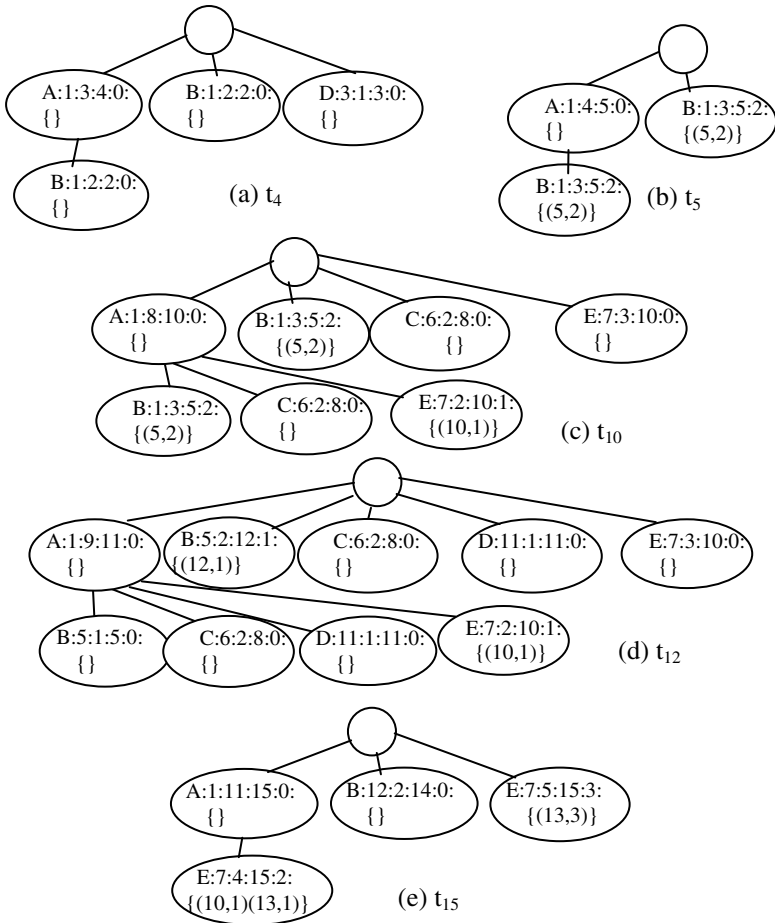 A:1:3:4:0:
{}
B:1:2:2:0:
{}
D:3:1:3:0:
{}
B:1:2:2:0:
{}
(a) t4
A:1:4:5:0:
{}
B:1:3:5:2:
{(5,2)}
B:1:3:5:2:
{(5,2)}
(b) t5
A:1:8:10:0:
{}
B:1:3:5:2:
{(5,2)}
C:6:2:8:0:
{}
E:7:3:10:0:
{}
B:1:3:5:2:
{(5,2)}
C:6:2:8:0:
{}
E:7:2:10:1:
{(10,1)}
(c) t10
A:1:9:11:0:
{}
B:5:2:12:1:
{(12,1)}
C:6:2:8:0:
{}
D:11:1:11:0:
{}
E:7:3:10:0:
{}
B:5:1:5:0:
{}
C:6:2:8:0:
{}
D:11:1:11:0:
{}
E:7:2:10:1:
{(10,1)}
(d) t12
A:1:11:15:0:
{}
B:12:2:14:0:
{}
E:7:5:15:3:
{(13,3)}
E:7:4:15:2:
{(10,1)(13,1)}
(e) t15